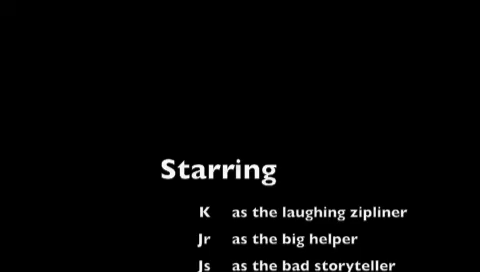 Starring
K as the laughing zipliner
Jr as the big helper
Js as the bad storyteller